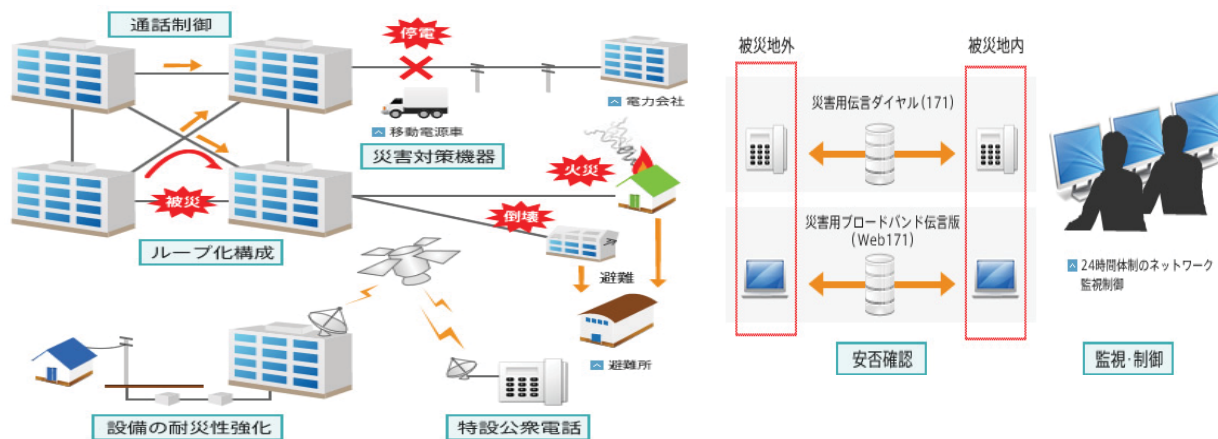 通話制御
停電
電力会社
移動電源車
災害対策機器
火災
被災
倒壊
ループ化構成
避難
避難所
設備の耐災性強化
特設公衆電話
被災地外
被災地内
災害用伝言ダイヤル(171)
災害用ブロードバンド伝言版
(Web171)
安否確認
24時間体制のネットワーク
監視制御
監視・制御